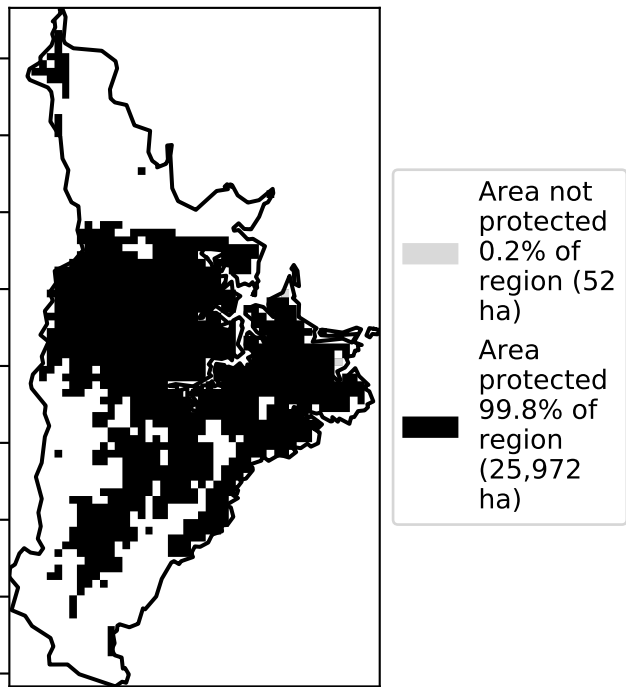 Area not
protected
0.2% of
region (52
ha)
Area
protected
99.8% of
region
(25,972
ha)